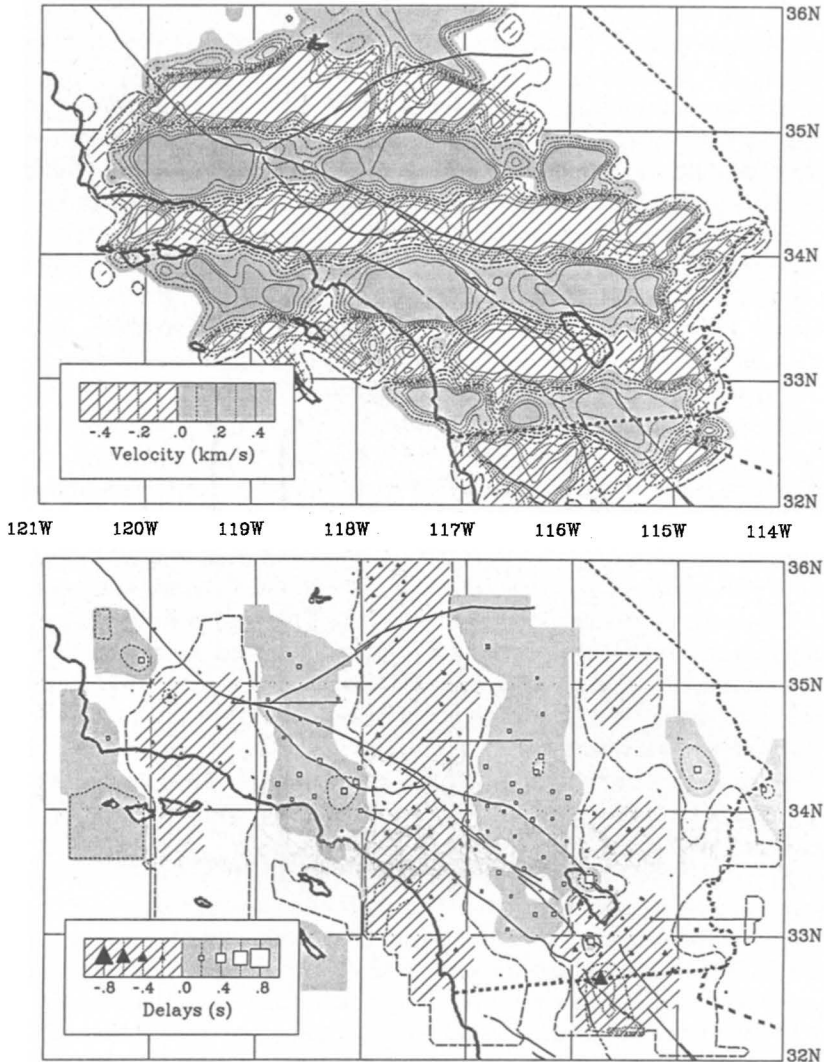 36N
35N
34N
33N
-.4 -.2 .0 .2 .4
Velocity (km/s)
32N
121W 120W 119W 118W 117W 116W 115W 114W
36N
35N
34N
33N
-.8 -.4 .0 .4 .8
Delays (s)
32N